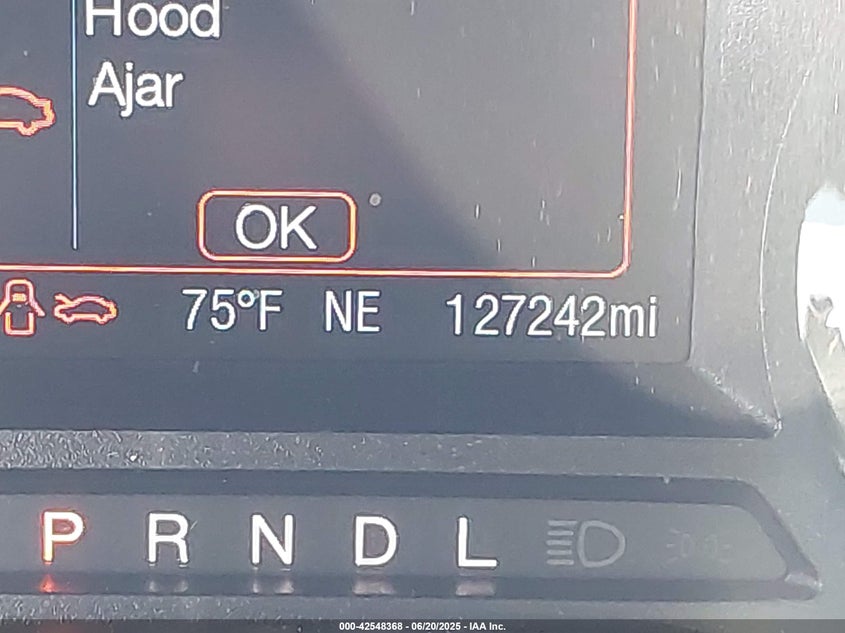 Hood
Ajar
OK
75°F NE 127242mi
P R N D L
000-42548368 - 06/20/2025 - IAA Inc.